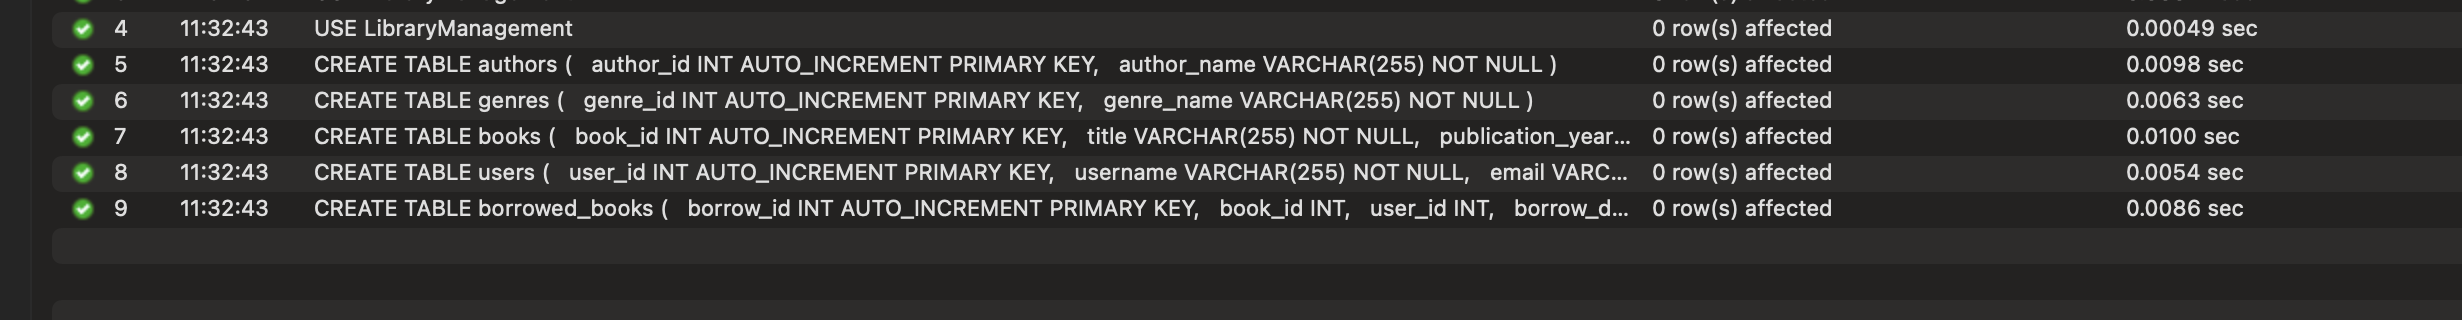 4 11:32:43 USE LibraryManagement 0 row(s) affected 0.00049 sec
5 11:32:43 CREATE TABLE authors ( author_id INT AUTO_INCREMENT PRIMARY KEY, author_name VARCHAR(255) NOT NULL ) 0 row(s) affected 0.0098 sec
6 11:32:43 CREATE TABLE genres ( genre_id INT AUTO_INCREMENT PRIMARY KEY, genre_name VARCHAR(255) NOT NULL ) 0 row(s) affected 0.0063 sec
7 11:32:43 CREATE TABLE books ( book_id INT AUTO_INCREMENT PRIMARY KEY, title VARCHAR(255) NOT NULL, publication_year... 0 row(s) affected 0.0100 sec
8 11:32:43 CREATE TABLE users ( user_id INT AUTO_INCREMENT PRIMARY KEY, username VARCHAR(255) NOT NULL, email VARC... 0 row(s) affected 0.0054 sec
9 11:32:43 CREATE TABLE borrowed_books ( borrow_id INT AUTO_INCREMENT PRIMARY KEY, book_id INT, user_id INT, borrow_d... 0 row(s) affected 0.0086 sec